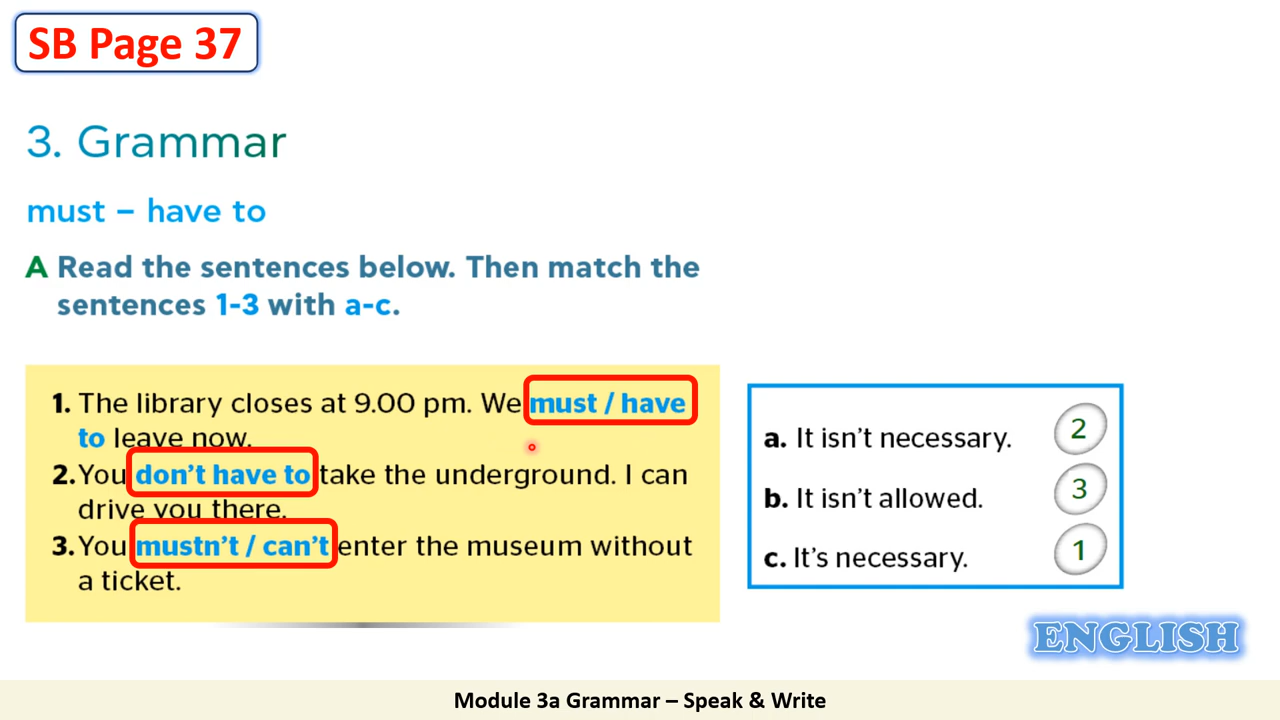 SB Page 37
3. Grammar
must – have to
A Read the sentences below. Then match the
sentences 1-3 with a-c.
1. The library closes at 9.00 pm. We must / have
to leave now.
2. You don't have to take the underground. I can
drive you there.
3. You mustn't / can't enter the museum without
a ticket.
a. It isn't necessary. 2
b. It isn't allowed. 3
c. It's necessary. 1
ENGLISH
Module 3a Grammar – Speak & Write